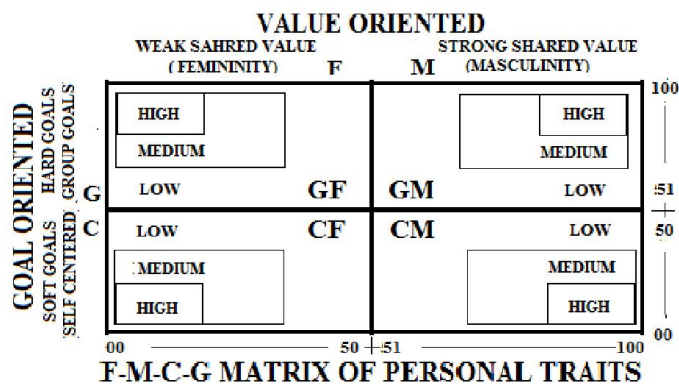 VALUE ORIENTED
WEAK SAHRED VALUE
( FEMININITY)
F
M
STRONG SHARED VALUE
(MASCULINITY)
GOAL ORIENTED
HARD GOALS
GROUP GOALS
SOFT GOALS
SELF CENTERED
G
C
HIGH
MEDIUM
LOW
GF
HIGH
MEDIUM
GM
LOW
LOW
CF
MEDIUM
HIGH
CM
LOW
MEDIUM
HIGH
100
51
50
00
00
50
51
100
F-M-C-G MATRIX OF PERSONAL TRAITS